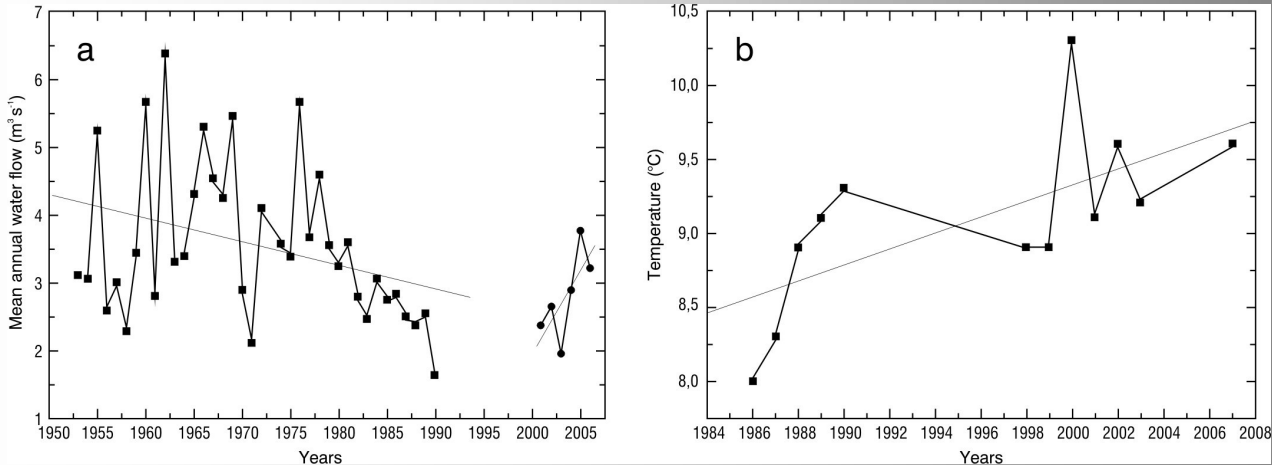 a
Mean annual water flow (m³ s⁻¹)
7
6
5
4
3
2
1
1950 1955 1960 1965 1970 1975 1980 1985 1990 1995 2000 2005
Years
b
Temperature (°C)
10,5
10,0
9,5
9,0
8,5
8,0
1984 1986 1988 1990 1992 1994 1996 1998 2000 2002 2004 2006 2008
Years